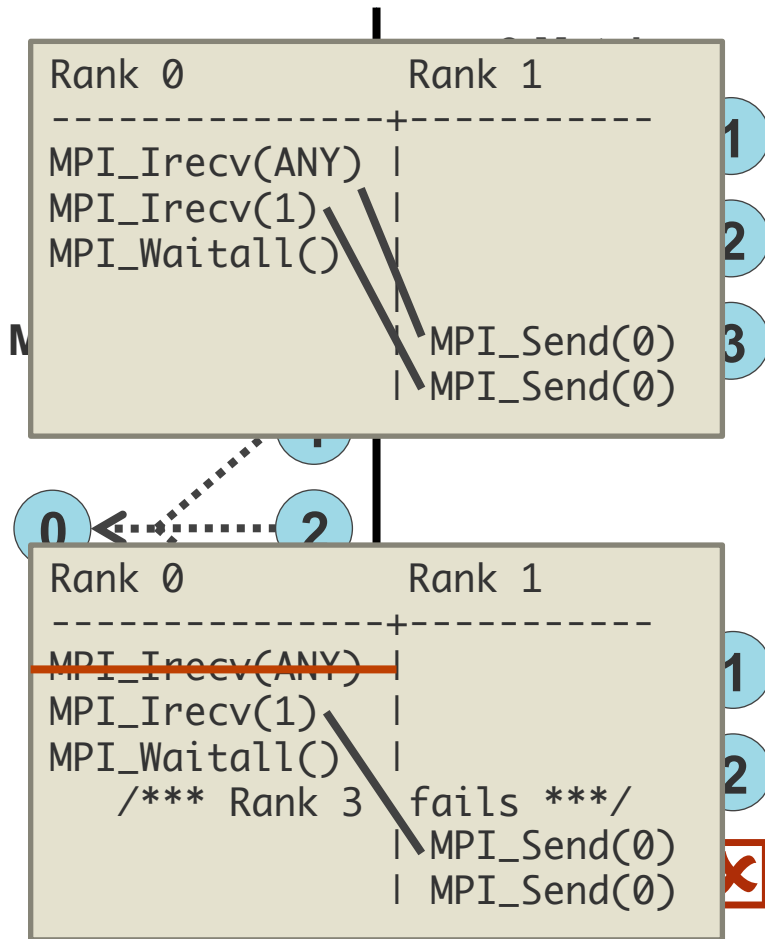 Rank 0 Rank 1
---------------+-----------
MPI_Irecv(ANY) |
MPI_Irecv(1) |
MPI_Waitall() |
|
| MPI_Send(0)
| MPI_Send(0)
1
2
3
M
0
2
Rank 0 Rank 1
---------------+-----------
MPI_Irecv(ANY) |
MPI_Irecv(1) |
MPI_Waitall() |
/*** Rank 3 fails ***/
| MPI_Send(0)
| MPI_Send(0)
1
2